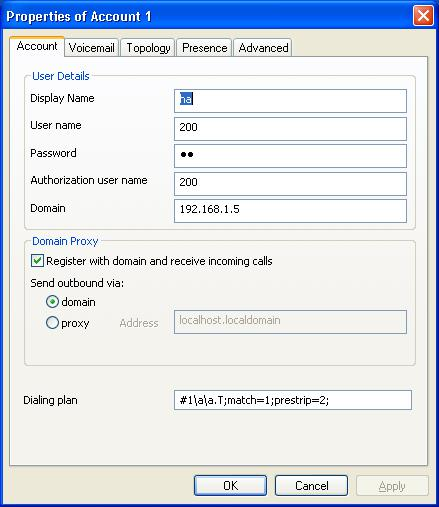 Properties of Account 1
Account Voicemail Topology Presence Advanced
User Details
Display Name ha
User name 200
Password ●●
Authorization user name 200
Domain 192.168.1.5
Domain Proxy
Register with domain and receive incoming calls
Send outbound via:
domain
proxy Address localhost.localdomain
Dialing plan #1\a\a.T;match=1;prestrip=2;
OK Cancel Apply